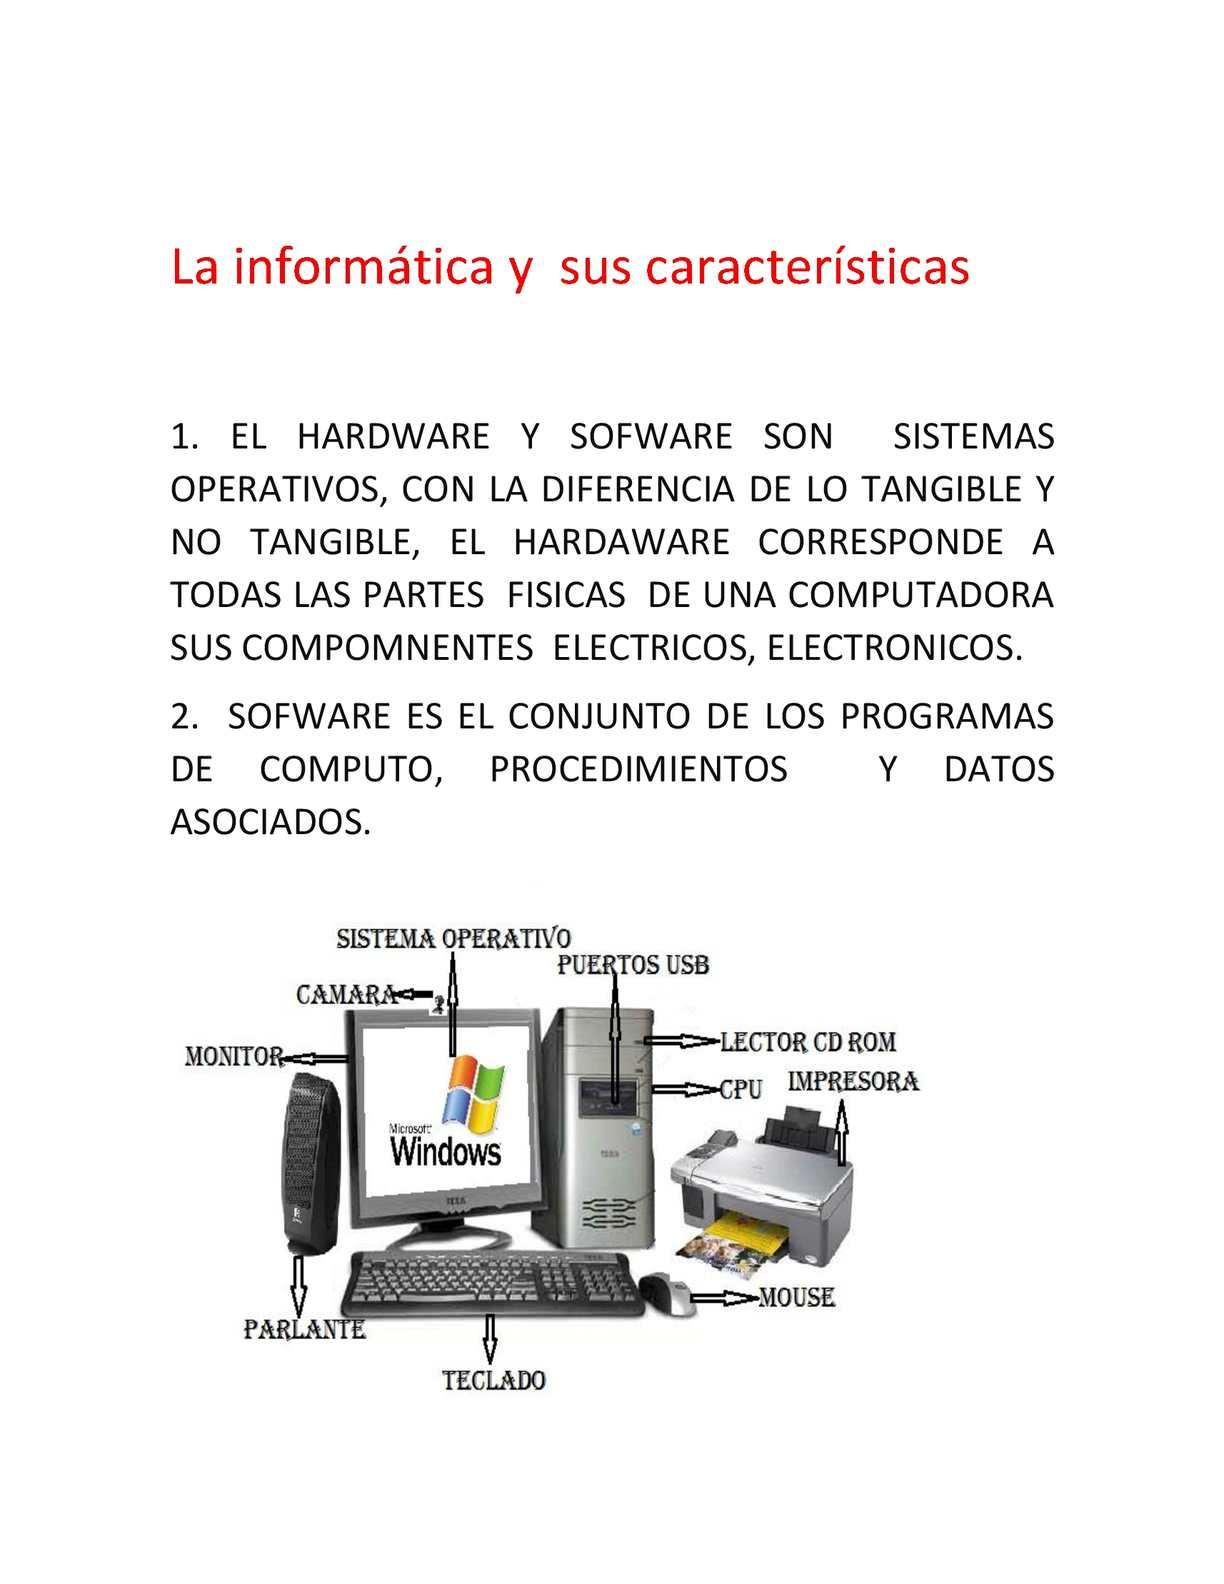 La informática y  sus características
1. EL HARDWARE Y SOFWARE SON  SISTEMAS
OPERATIVOS, CON LA DIFERENCIA DE LO TANGIBLE Y
NO TANGIBLE, EL HARDAWARE CORRESPONDE A
TODAS LAS PARTES  FISICAS  DE UNA COMPUTADORA
SUS COMPOMNENTES  ELECTRICOS, ELECTRONICOS.
2.  SOFWARE ES EL CONJUNTO DE LOS PROGRAMAS
DE COMPUTO, PROCEDIMIENTOS  Y DATOS
ASOCIADOS.
SISTEMA OPERATIVO
PUERTOS USB
CAMARA
LECTOR CD ROM
MONITOR
IMPRESORA
CPU
Microsoft
Windows
MOUSE
PARLANTE
TECLADO